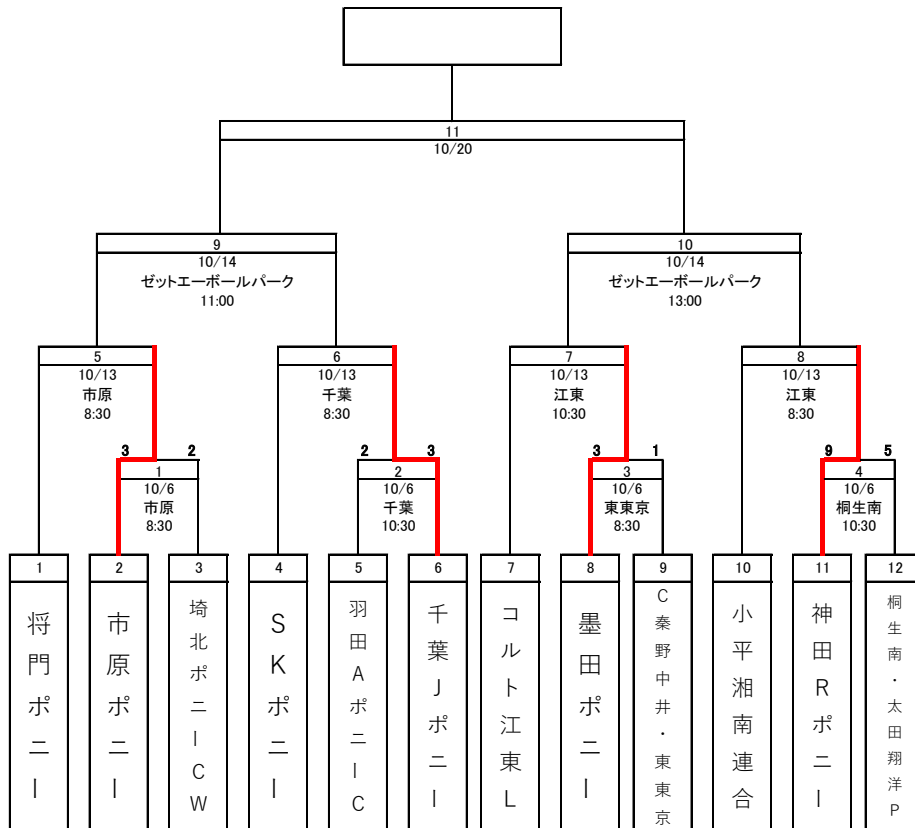 11
10/20
9
10/14
ゼットエーボールパーク
11:00
10
10/14
ゼットエーボールパーク
13:00
5
10/13
市原
8:30
6
10/13
千葉
8:30
7
10/13
江東
10:30
8
10/13
江東
8:30
3 2
1
10/6
市原
8:30
2 3
2
10/6
千葉
10:30
3 1
3
10/6
東東京
8:30
9 5
4
10/6
桐生南
10:30
1
将門ポニー
2
市原ポニー
3
埼北ポニーCW
4
SKポニー
5
羽田AポニーC
6
千葉Jポニー
7
コルト江東L
8
墨田ポニー
9
C秦野中井・東東京
10
小平湘南連合
11
神田Rポニー
12
桐生南・太田翔洋P